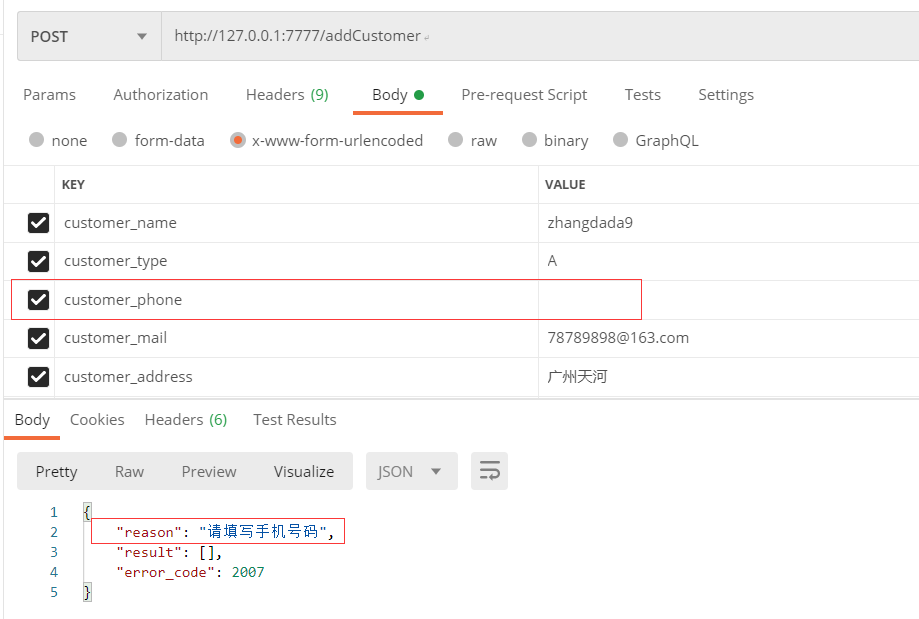 POST http://127.0.0.1:7777/addCustomer
Params Authorization Headers (9) Body Pre-request Script Tests Settings
none form-data x-www-form-urlencoded raw binary GraphQL
KEY VALUE
customer_name zhangdada9
customer_type A
customer_phone
customer_mail 78789898@163.com
customer_address 广州天河
Body Cookies Headers (6) Test Results
Pretty Raw Preview Visualize JSON
1 {
2 "reason": "请填写手机号码",
3 "result": [],
4 "error_code": 2007
5 }